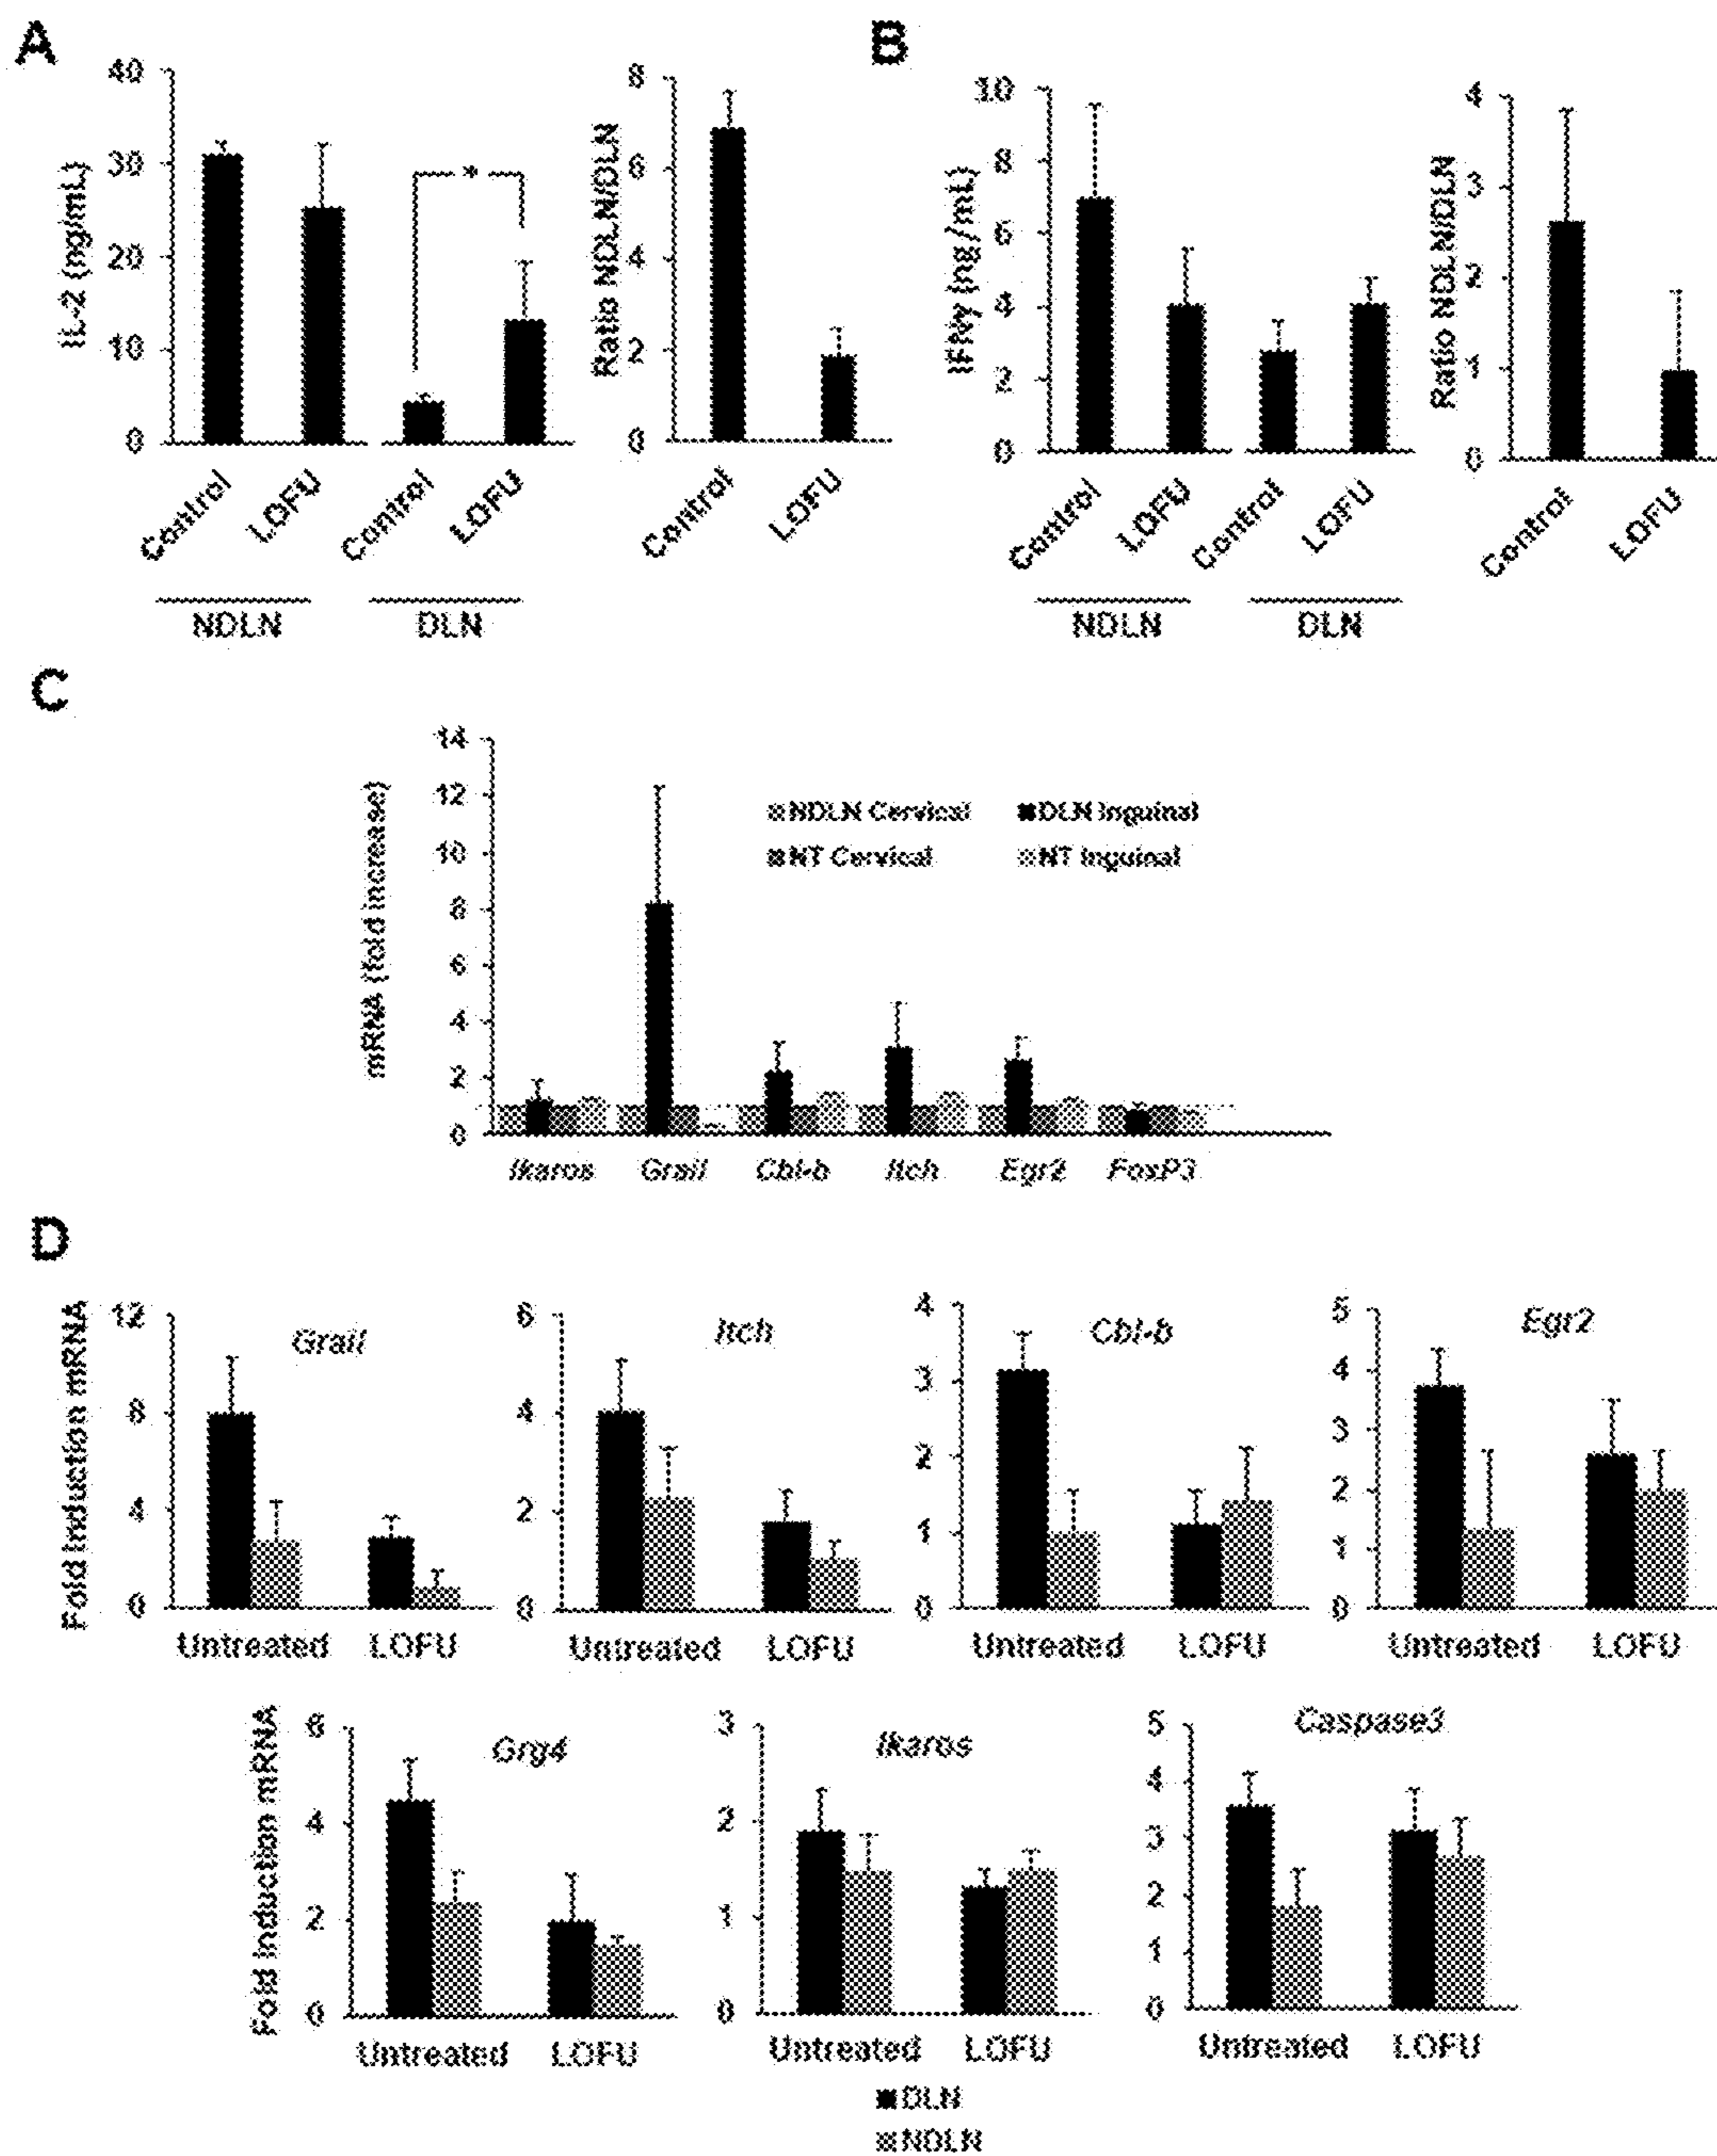 A
B
40
30
20
10
0
IL-2 (ng/mL)
Control
LOFU
Control
LOFU
NDLN
DLN
*
8
6
4
2
0
Ratio NDLN/DLN
Control
LOFU
10
8
6
4
2
0
IFNγ (ng/mL)
Control
LOFU
Control
LOFU
NDLN
DLN
4
3
2
1
0
Ratio NDLN/DLN
Control
LOFU
C
14
12
10
8
6
4
2
0
mRNA (fold increase)
NDLN Cervical
DLN Inguinal
NT Cervical
NT Inguinal
Ikaros Grail Cbl-b Itch Egr2 FoxP3
D
Fold Induction mRNA
12
8
4
0
Grail
Untreated LOFU
6
4
2
0
Itch
Untreated LOFU
4
3
2
1
0
Cbl-b
Untreated LOFU
5
4
3
2
1
0
Egr2
Untreated LOFU
Fold Induction mRNA
6
4
2
0
Grg4
Untreated LOFU
3
2
1
0
Ikaros
Untreated LOFU
5
4
3
2
1
0
Caspase3
Untreated LOFU
DLN
NDLN